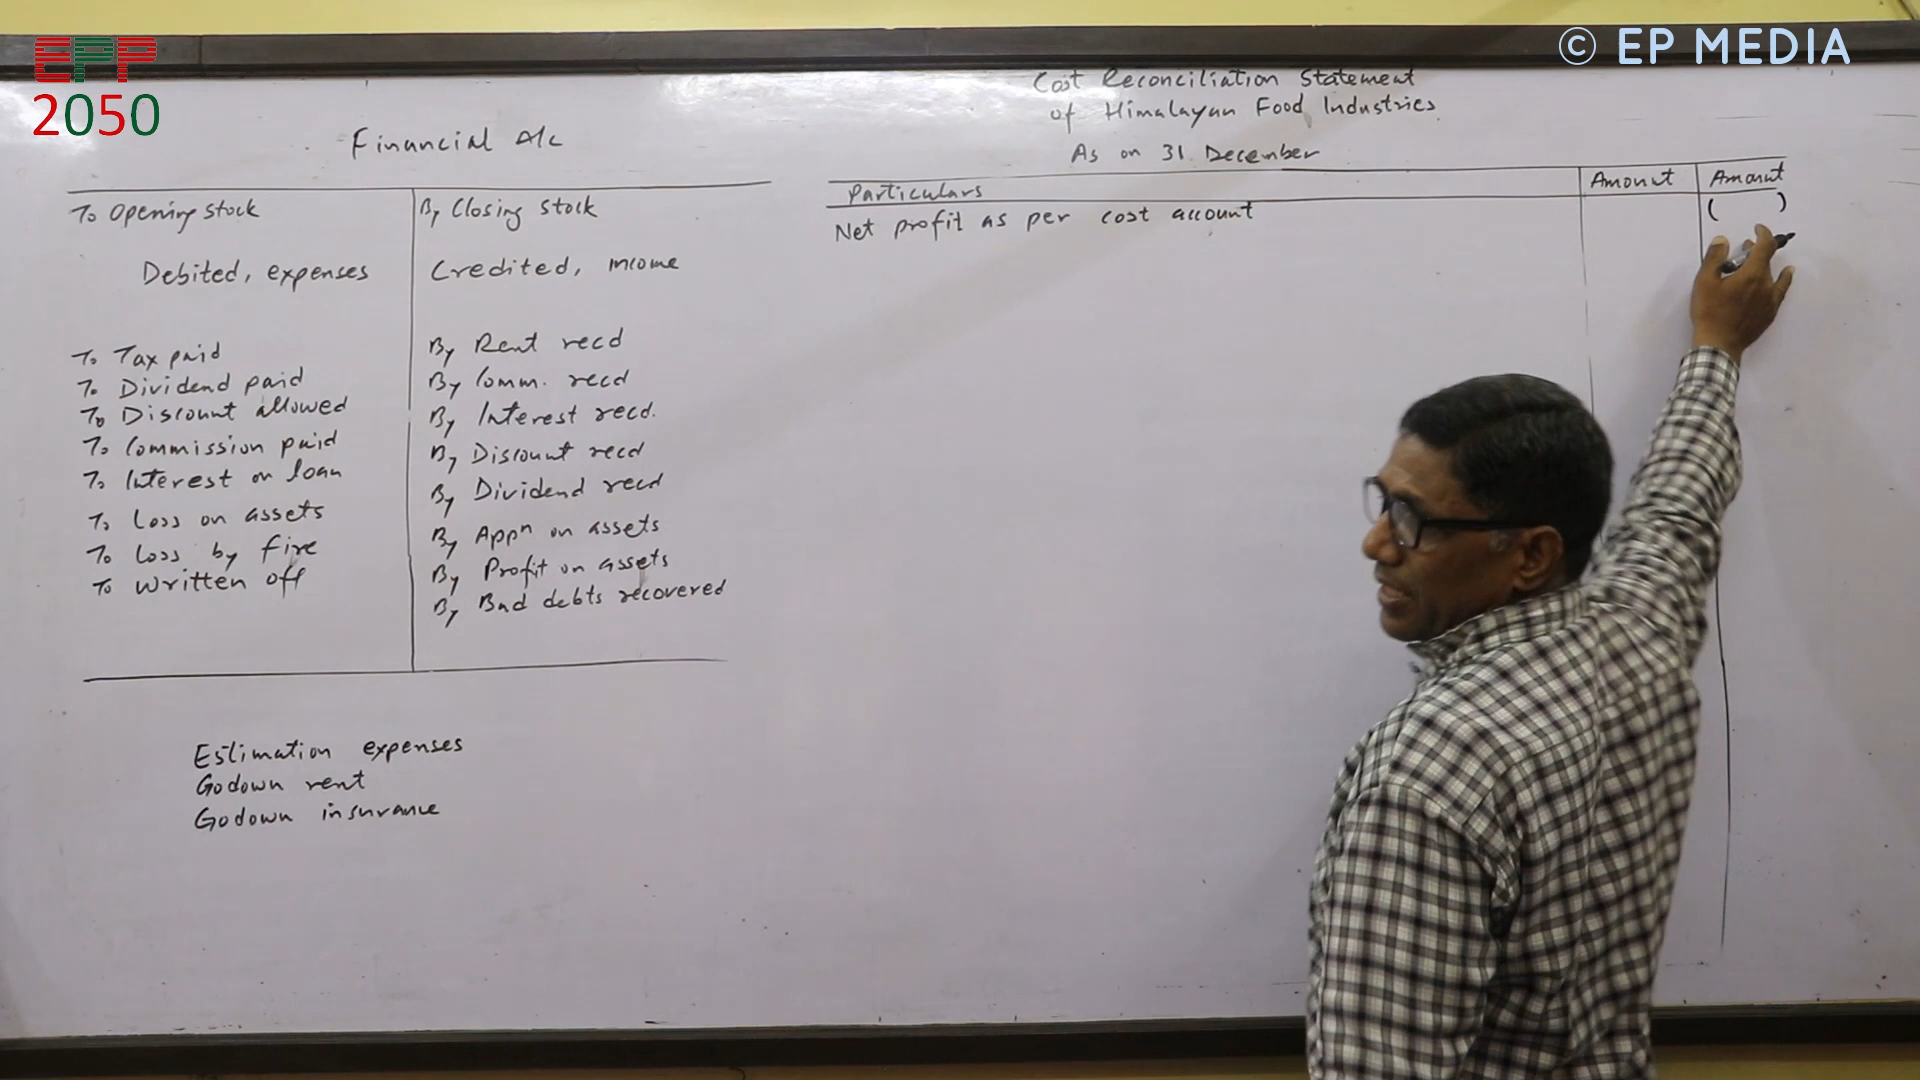 EPP
2050
© EP MEDIA
Financial A/c
To Opening stock
Debited, expenses
To Tax paid
To Dividend paid
To Discount allowed
To Commission paid
To Interest on loan
To Loss on assets
To Loss by fire
To written off
By Closing stock
Credited, income
By Rent recd
By Comm. recd
By Interest recd.
By Discount recd
By Dividend recd
By Appn on assets
By Profit on assets
By Bad debts recovered
Estimation expenses
Godown rent
Godown insurance
Cost Reconciliation Statement
of Himalayan Food Industries
As on 31 December
Particulars Amount Amount
Net profit as per cost account ( )